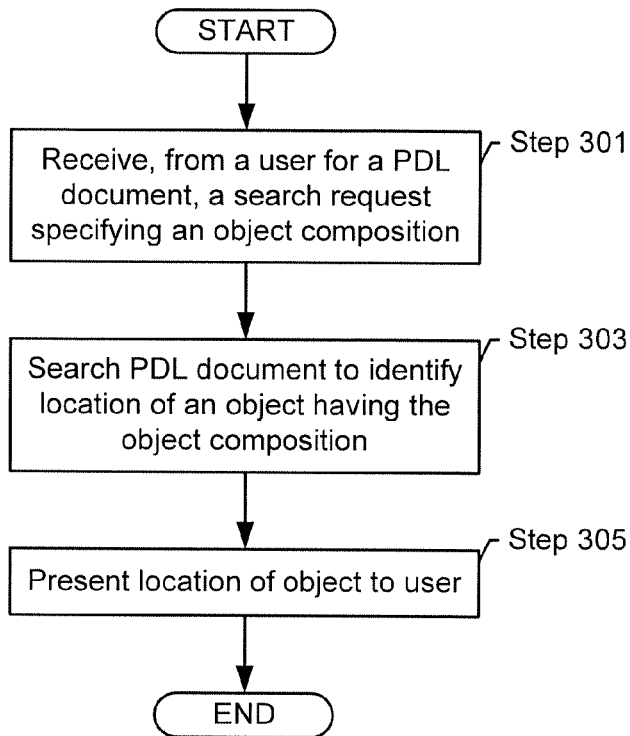 START
Step 301
Receive, from a user for a PDL
document, a search request
specifying an object composition
Step 303
Search PDL document to identify
location of an object having the
object composition
Step 305
Present location of object to user
END